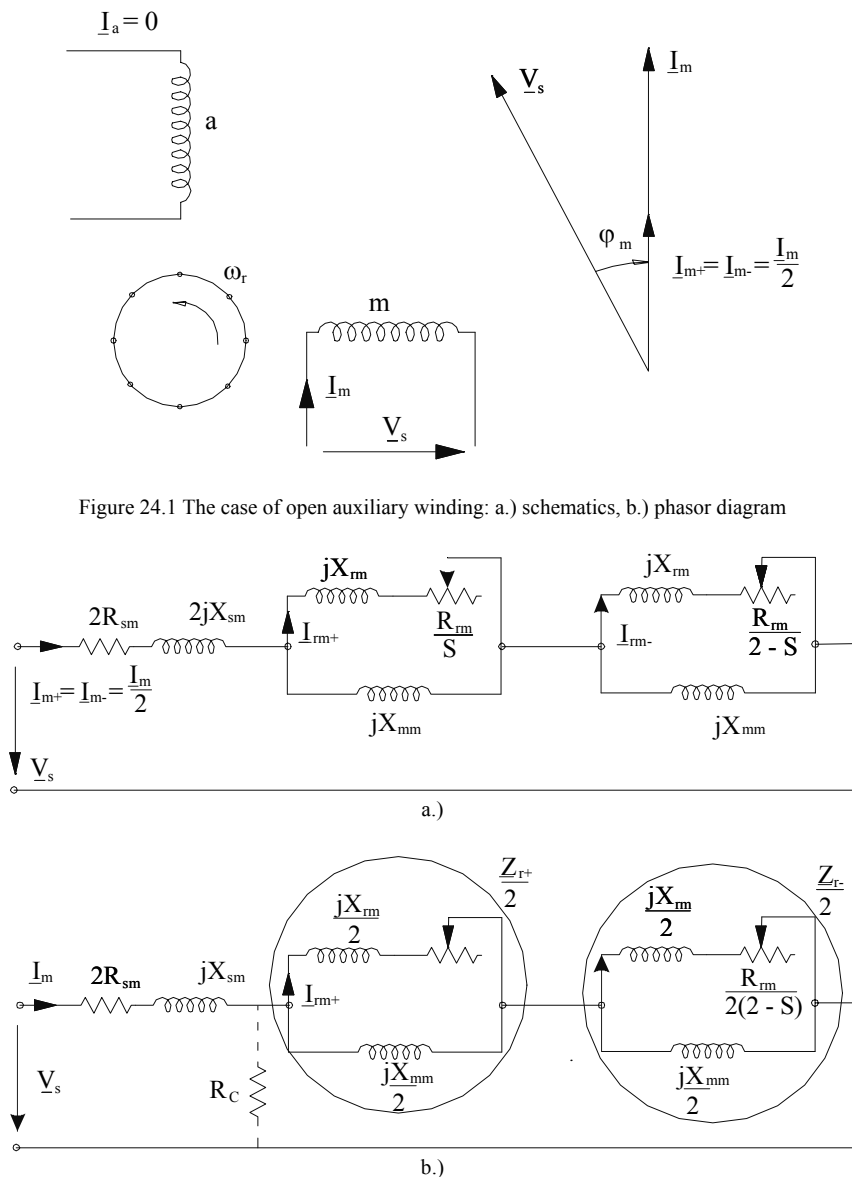 I_a = 0
a
V_s
I_m
φ_m
I_m+ = I_m- = I_m/2
ω_r
m
I_m
V_s
Figure 24.1 The case of open auxiliary winding: a.) schematics, b.) phasor diagram
2R_sm
2jX_sm
jX_rm
R_rm/S
I_rm+
jX_mm
jX_rm
R_rm/(2 - S)
I_rm-
jX_mm
I_m+ = I_m- = I_m/2
V_s
a.)
I_m
2R_sm
jX_sm
jX_rm/2
Z_r+/2
I_rm+
jX_mm/2
jX_rm/2
Z_r-/2
R_rm/2(2 - S)
jX_mm/2
V_s
R_C
b.)